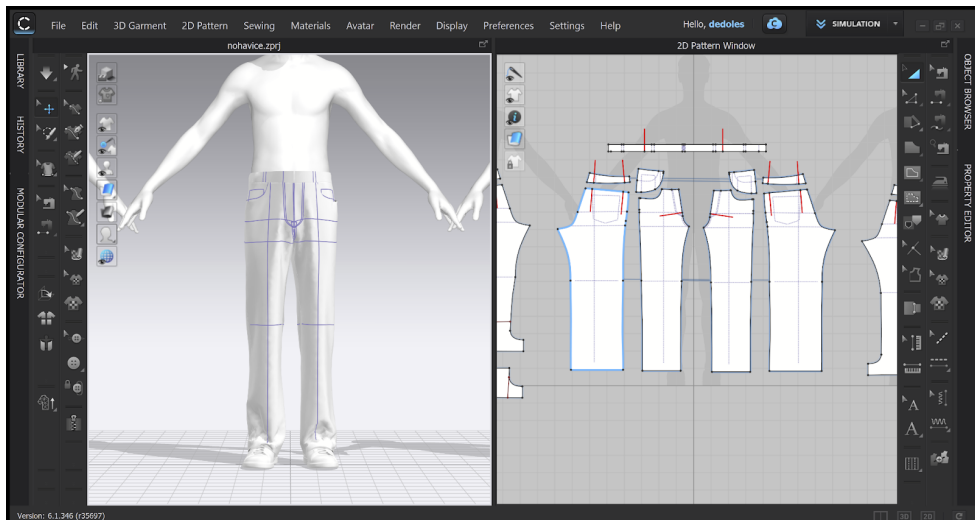 C File Edit 3D Garment 2D Pattern Sewing Materials Avatar Render Display Preferences Settings Help Hello, dedoles C SIMULATION
nohavice.zprj
2D Pattern Window
LIBRARY
HISTORY
MODULAR CONFIGURATOR
OBJECT BROWSER
PROPERTY EDITOR
A
A
Version: 6.1.346 (r35697)
3D 2D